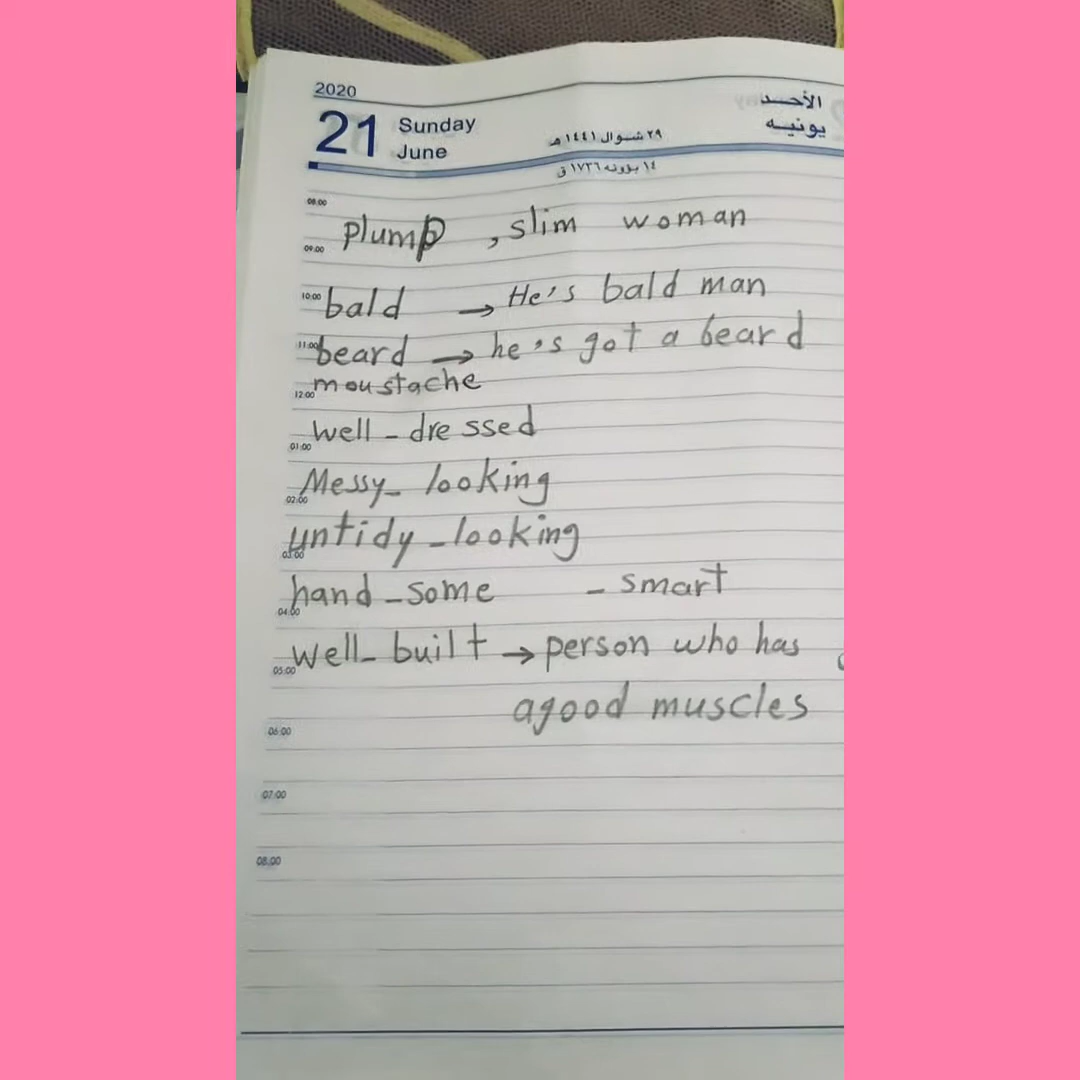 2020
21 Sunday June
الأحد
يونيه
٢٩ شوال ١٤٤١ هـ
١٤ بؤونه ١٧٣٦ ق
08:00
plump , slim woman
09:00
10:00 bald → He's bald man
11:00 beard → he's got a beard
moustache
12:00
well - dressed
01:00
Messy - looking
02:00
untidy - looking
03:00
hand - some - smart
04:00
well - built → person who has
05:00
agood muscles
06:00
07:00
08:00